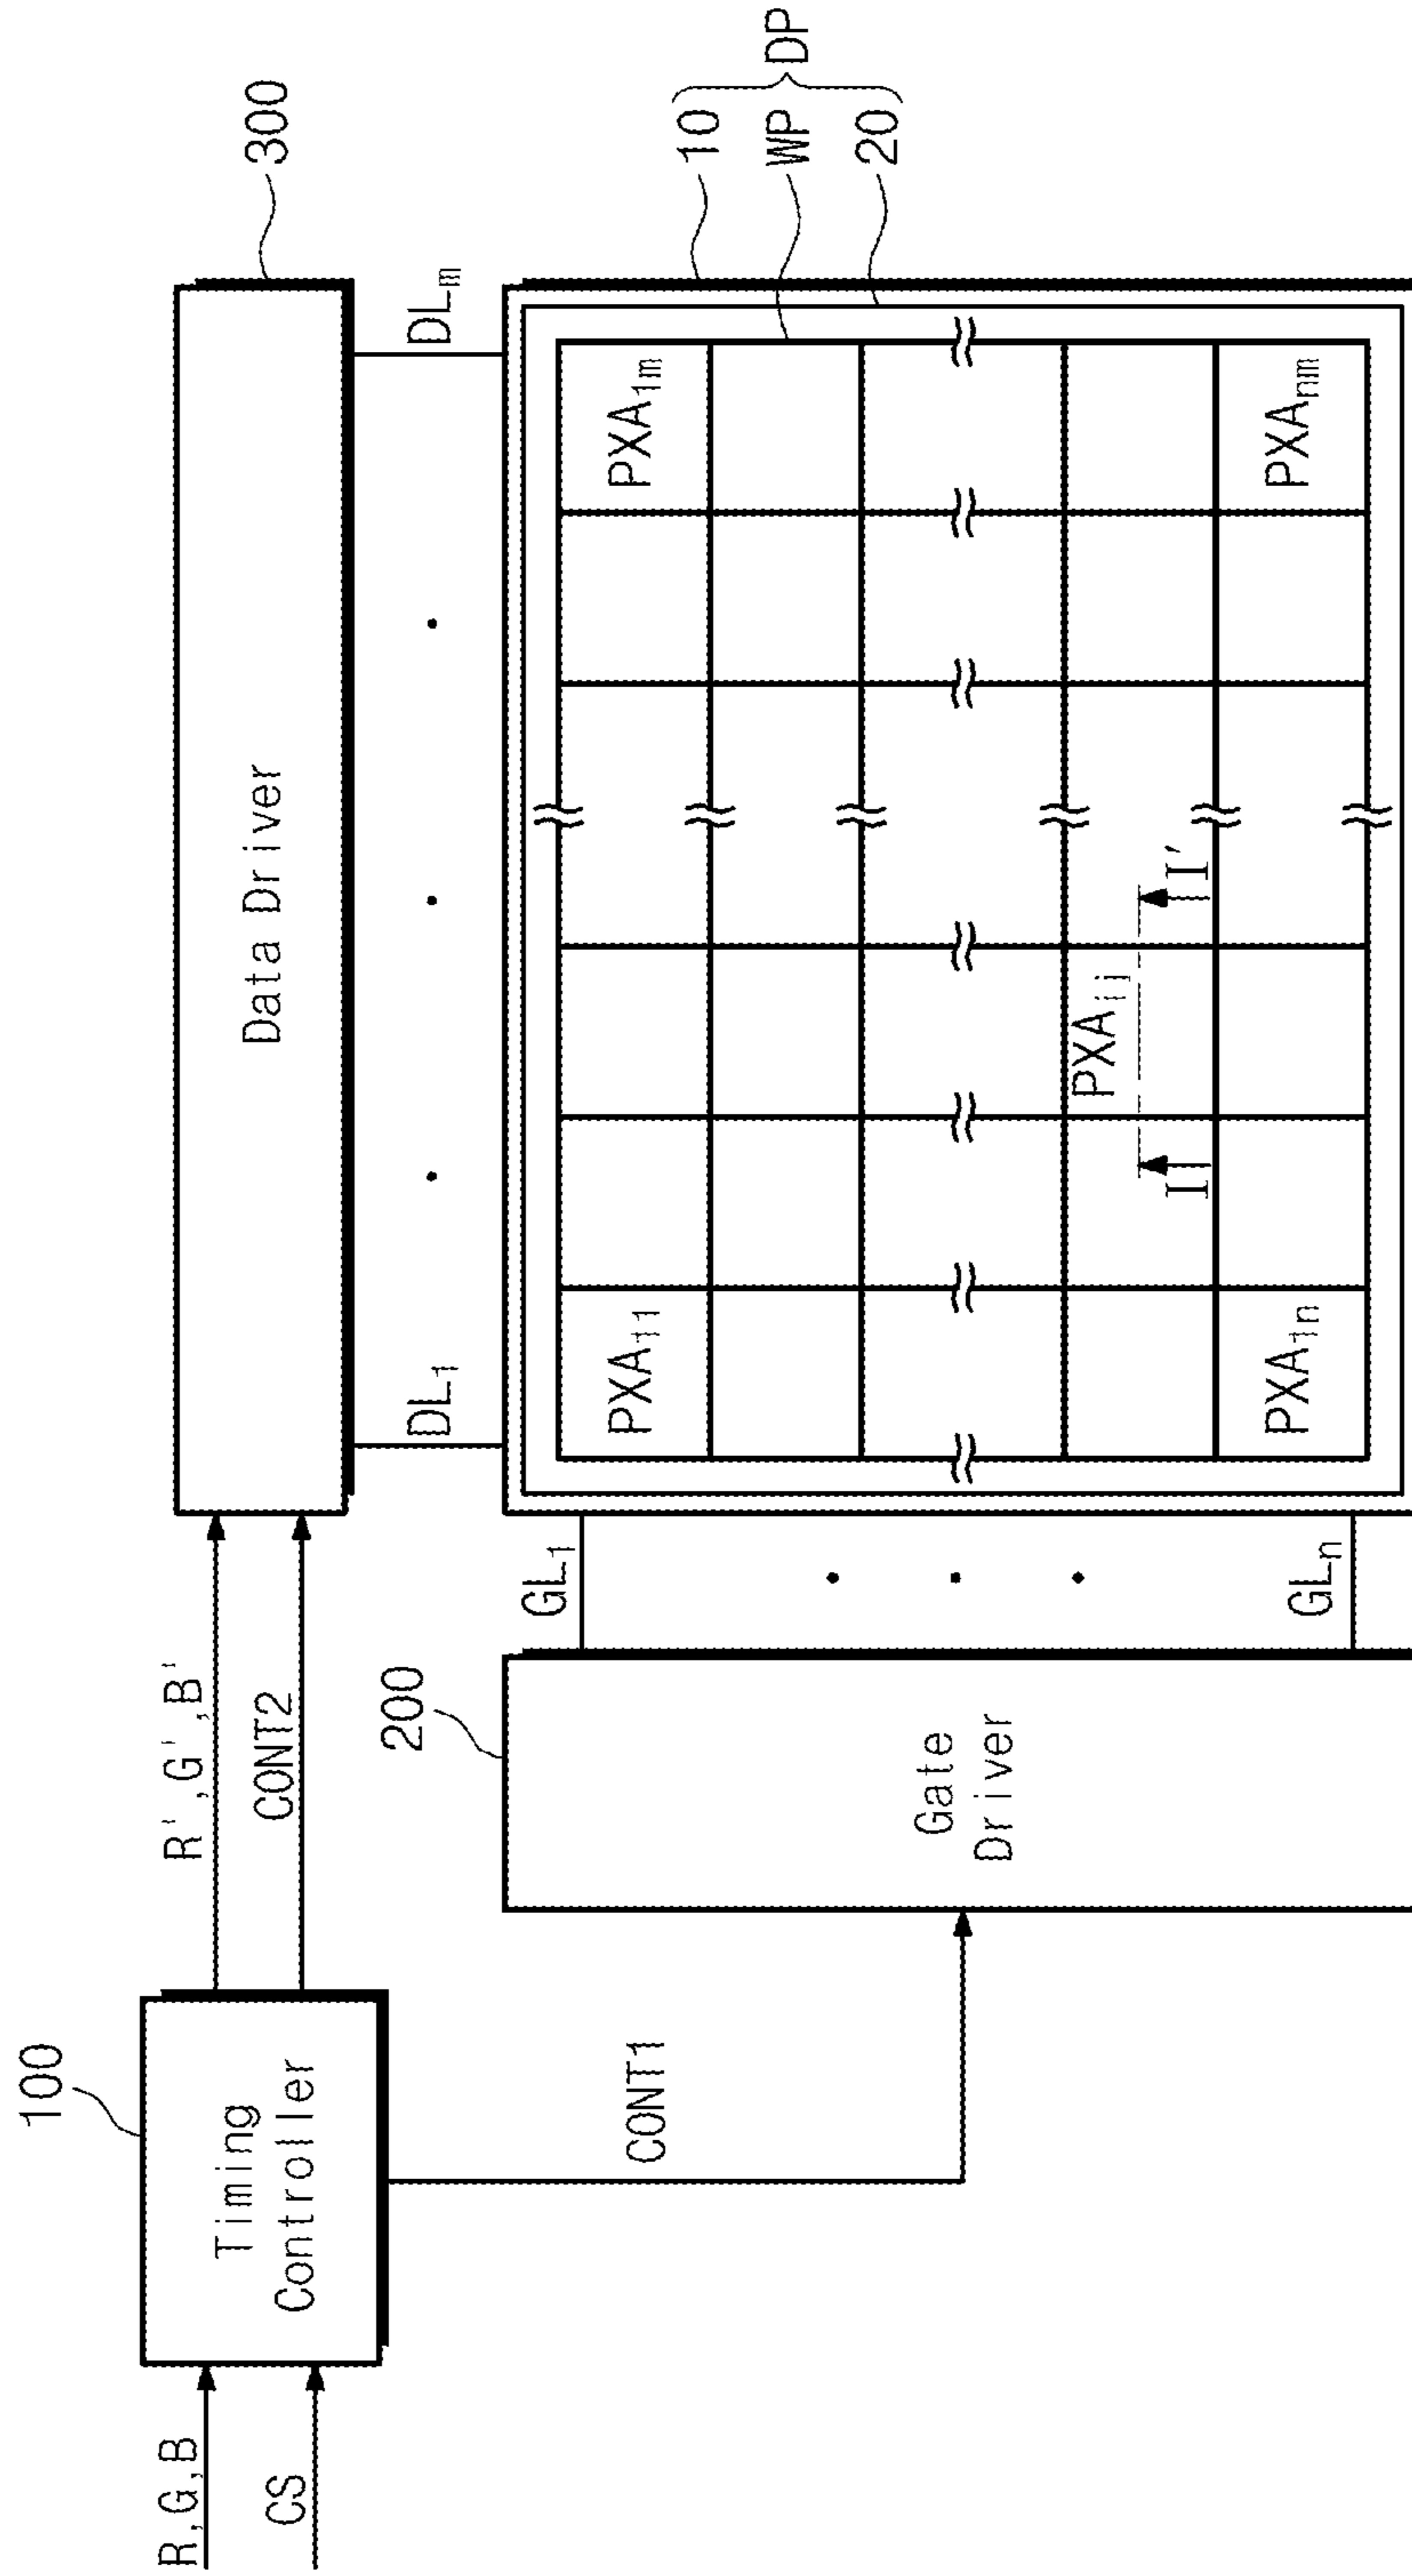 100
R,G,B
CS
Timing
Controller
R',G',B'
CONT2
CONT1
Data Driver
300
200
Gate
Driver
DL1
DLm
GL1
GLn
PXA11
PXA1m
PXAij
I
I'
PXA1n
PXAnm
10
WP
20
DP